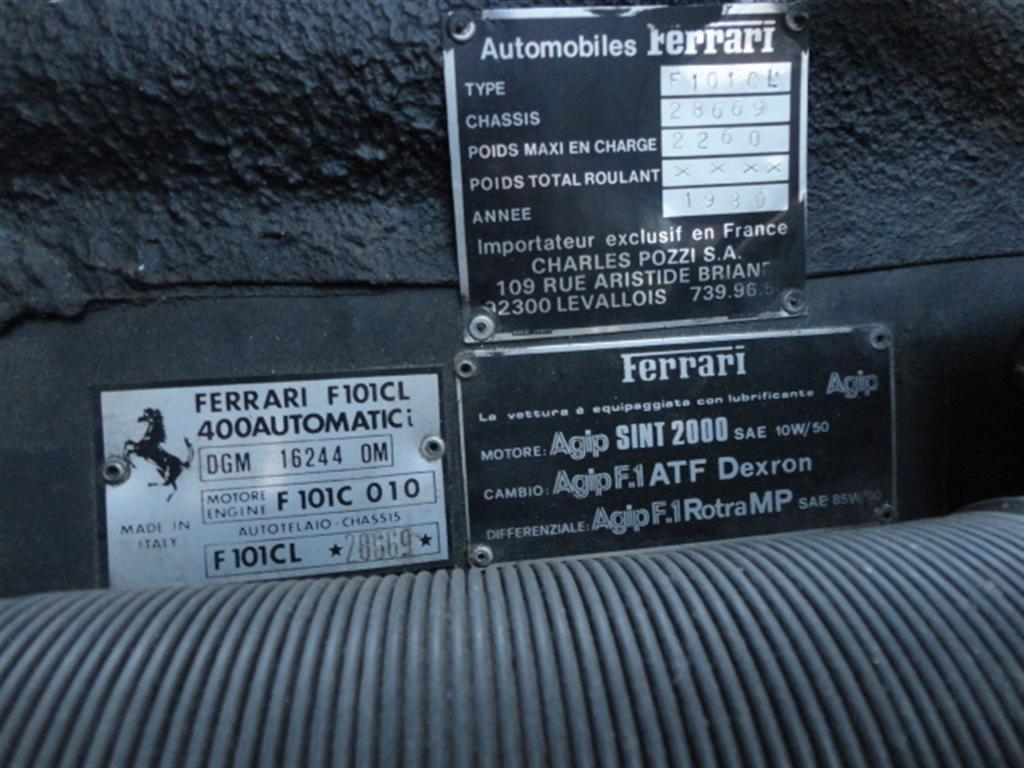 Automobiles Ferrari
TYPE F101CL
CHASSIS 28669
POIDS MAXI EN CHARGE 2260
POIDS TOTAL ROULANT X X X X
ANNEE 1980
Importateur exclusif en France
CHARLES POZZI S.A.
109 RUE ARISTIDE BRIAND
92300 LEVALLOIS 739.96.
Ferrari
Agip
La vettura è equipaggiata con lubrificante
MOTORE: Agip SINT 2000 SAE 10W/50
CAMBIO: Agip F.1 ATF Dexron
DIFFERENZIALE: Agip F.1 Rotra MP SAE 85W/90
FERRARI F101CL
400AUTOMATIC i
DGM 16244 OM
MOTORE ENGINE F 101C 010
MADE IN ITALY
AUTOTELAIO - CHASSIS
F 101CL *28669*